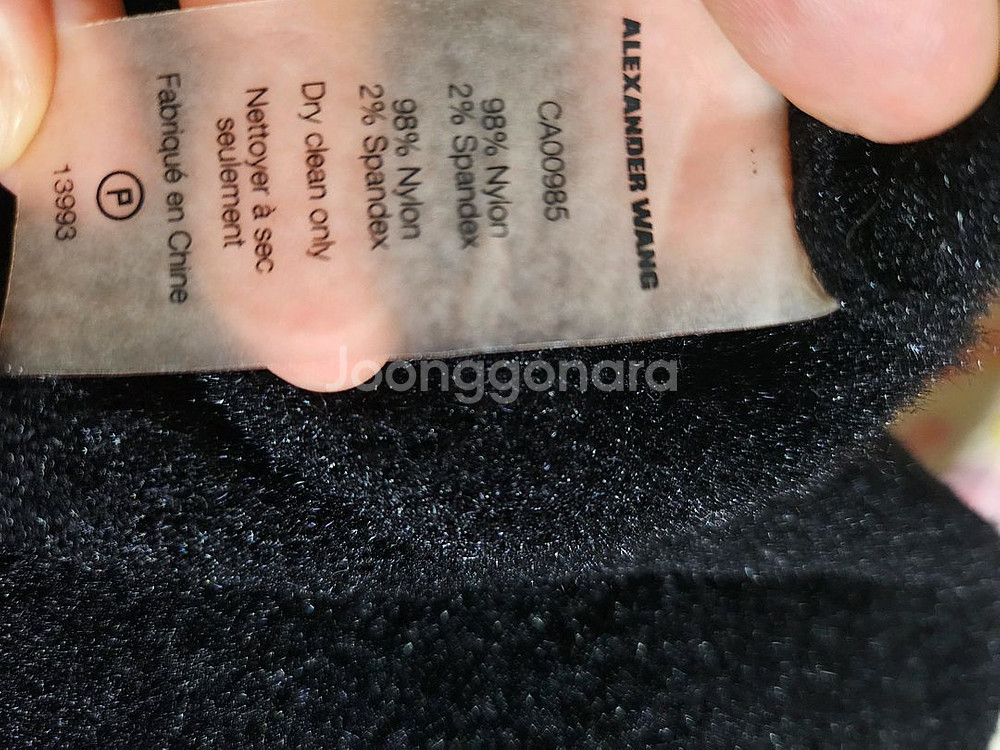 ALEXANDER WANG
CA00985
98% Nylon
2% Spandex
98% Nylon
2% Spandex
Dry clean only
Nettoyer à sec
seulement
Fabriqué en Chine
P
13993
Joonggonara